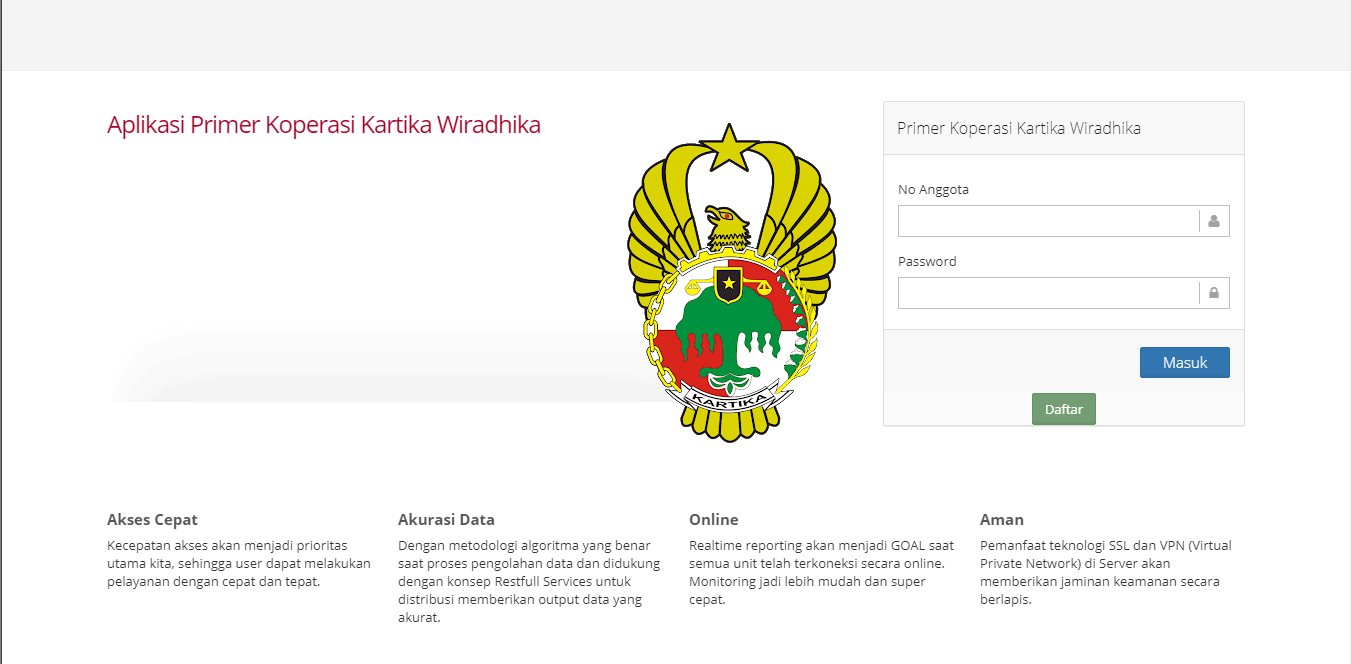 Aplikasi Primer Koperasi Kartika Wiradhika
KARTIKA
Primer Koperasi Kartika Wiradhika
No Anggota
Password
Masuk
Daftar
Akses Cepat
Kecepatan akses akan menjadi prioritas
utama kita, sehingga user dapat melakukan
pelayanan dengan cepat dan tepat.
Akurasi Data
Dengan metodologi algoritma yang benar
saat proses pengolahan data dan didukung
dengan konsep Restfull Services untuk
distribusi memberikan output data yang
akurat.
Online
Realtime reporting akan menjadi GOAL saat
semua unit telah terkoneksi secara online.
Monitoring jadi lebih mudah dan super
cepat.
Aman
Pemanfaat teknologi SSL dan VPN (Virtual
Private Network) di Server akan
memberikan jaminan keamanan secara
berlapis.